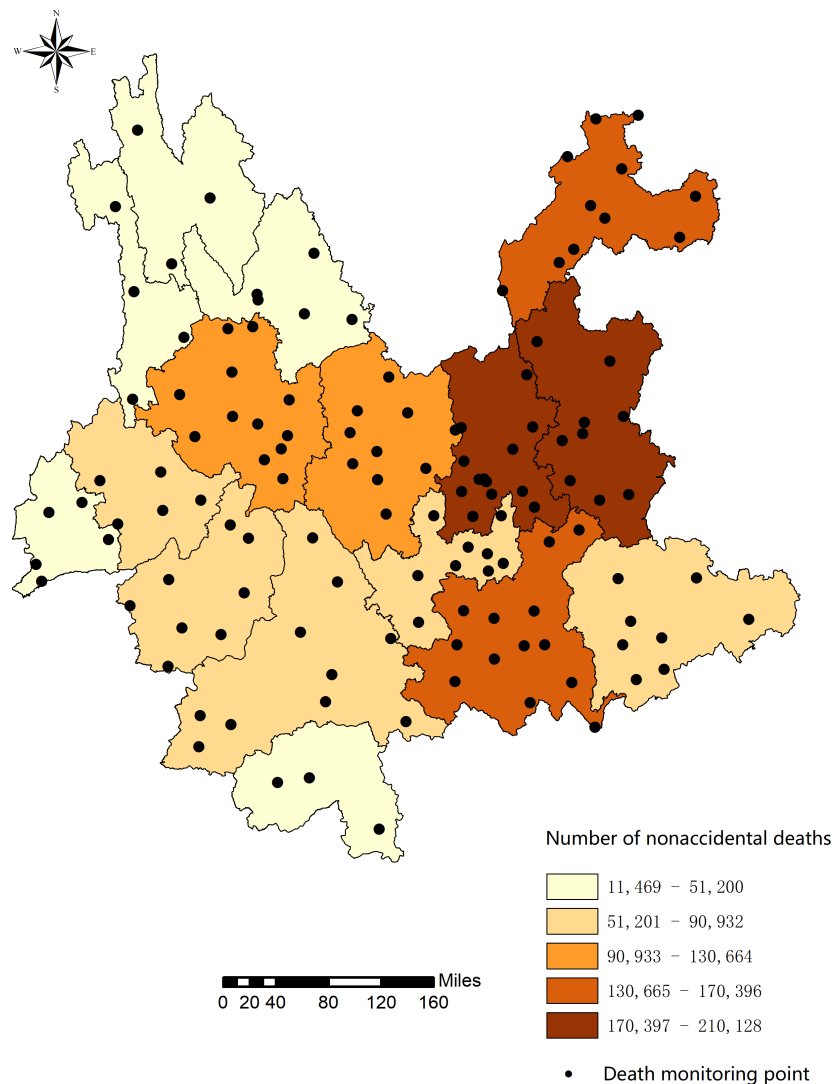 N
W E
S
Number of nonaccidental deaths
11,469 - 51,200
51,201 - 90,932
90,933 - 130,664
130,665 - 170,396
170,397 - 210,128
Miles
0 20 40 80 120 160
Death monitoring point